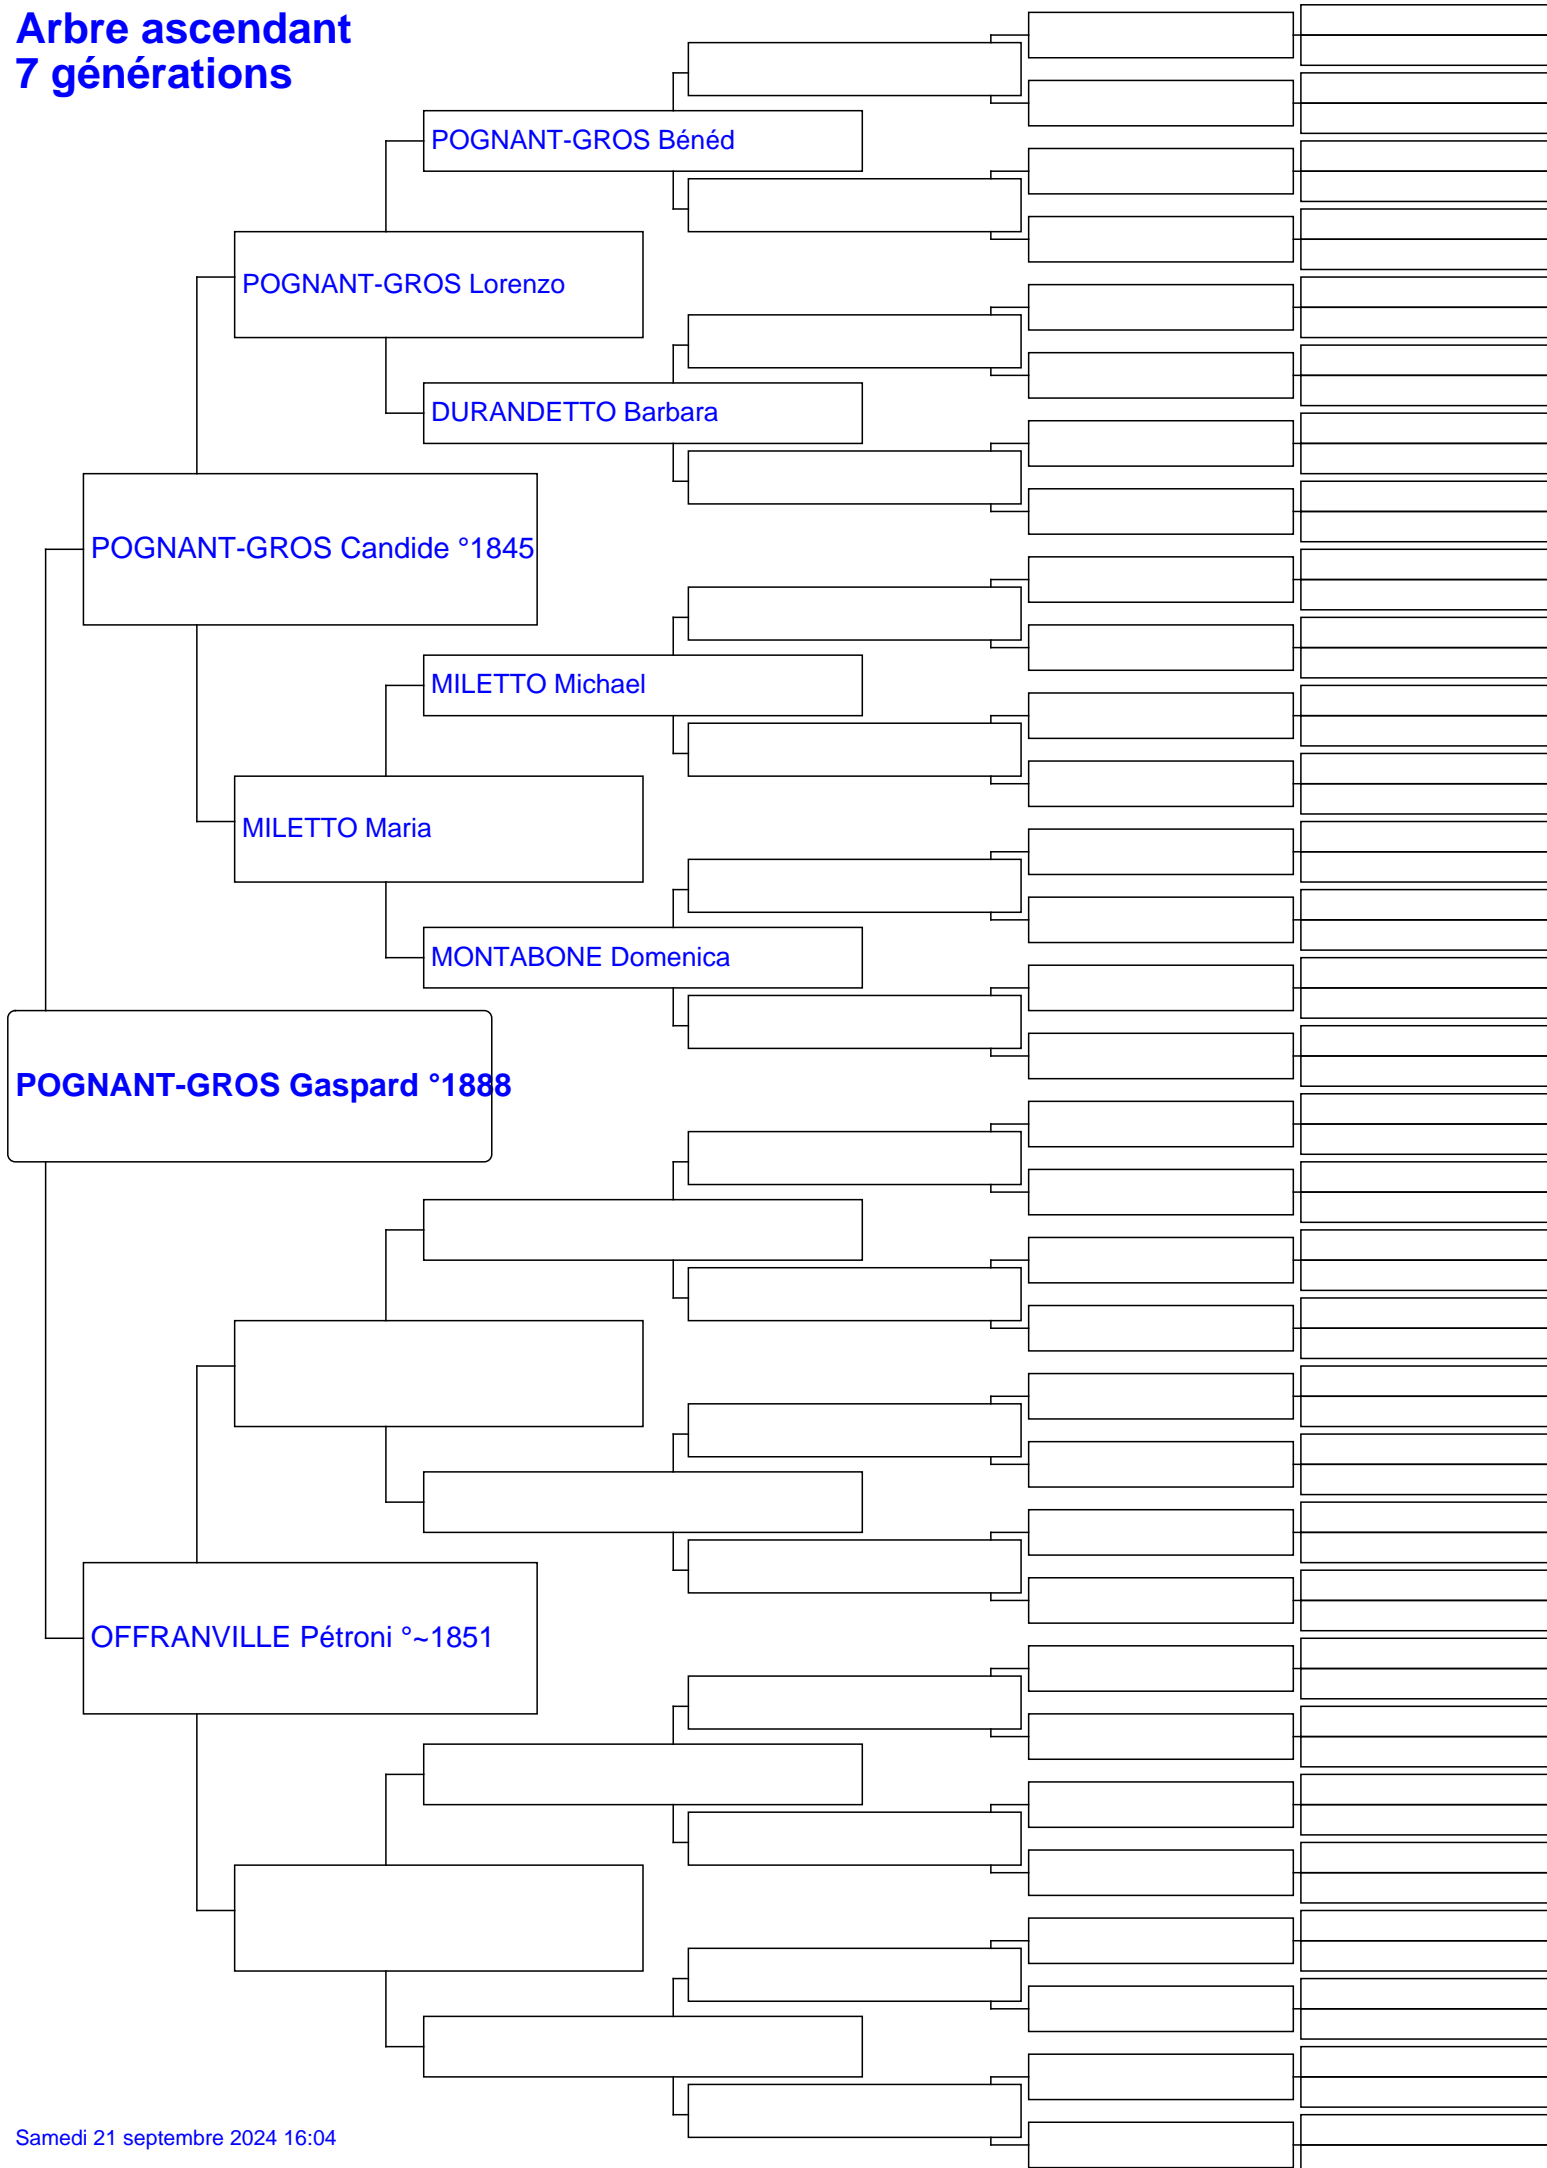 Arbre ascendant
7 générations
POGNANT-GROS Bénéd
POGNANT-GROS Lorenzo
DURANDETTO Barbara
POGNANT-GROS Candide °1845
MILETTO Michael
MILETTO Maria
MONTABONE Domenica
POGNANT-GROS Gaspard °1888
OFFRANVILLE Pétroni °~1851
Samedi 21 septembre 2024 16:04